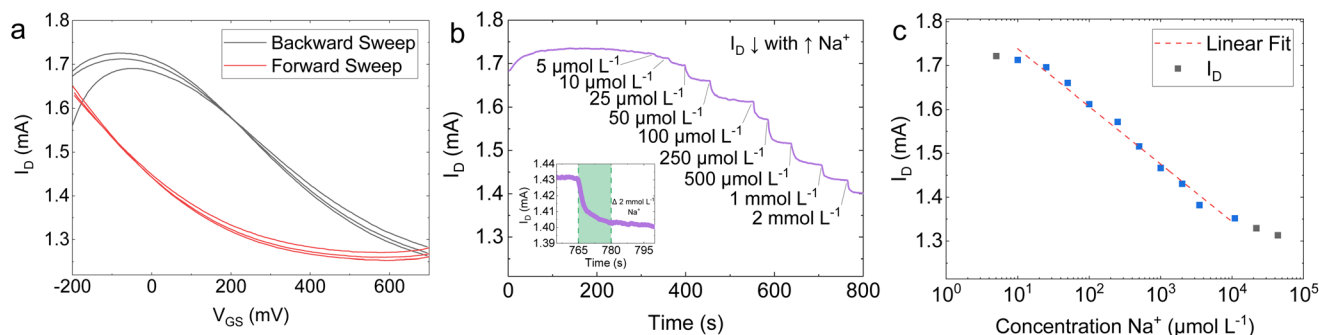 a
1.8
1.7
1.6
1.5
1.4
1.3
-200
0
200
400
600
I_D (mA)
V_GS (mV)
Backward Sweep
Forward Sweep
b
1.8
1.7
1.6
1.5
1.4
1.3
0
100
200
300
400
500
600
700
800
I_D (mA)
Time (s)
I_D ↓ with ↑ Na⁺
5 µmol L⁻¹
10 µmol L⁻¹
25 µmol L⁻¹
50 µmol L⁻¹
100 µmol L⁻¹
250 µmol L⁻¹
500 µmol L⁻¹
1 mmol L⁻¹
2 mmol L⁻¹
1.44
1.43
1.42
1.41
1.40
1.39
765
780
795
I_D (mA)
Time (s)
Δ 2 mmol L⁻¹
Na⁺
c
1.8
1.7
1.6
1.5
1.4
1.3
10⁰
10¹
10²
10³
10⁴
10⁵
I_D (mA)
Concentration Na⁺ (µmol L⁻¹)
Linear Fit
I_D